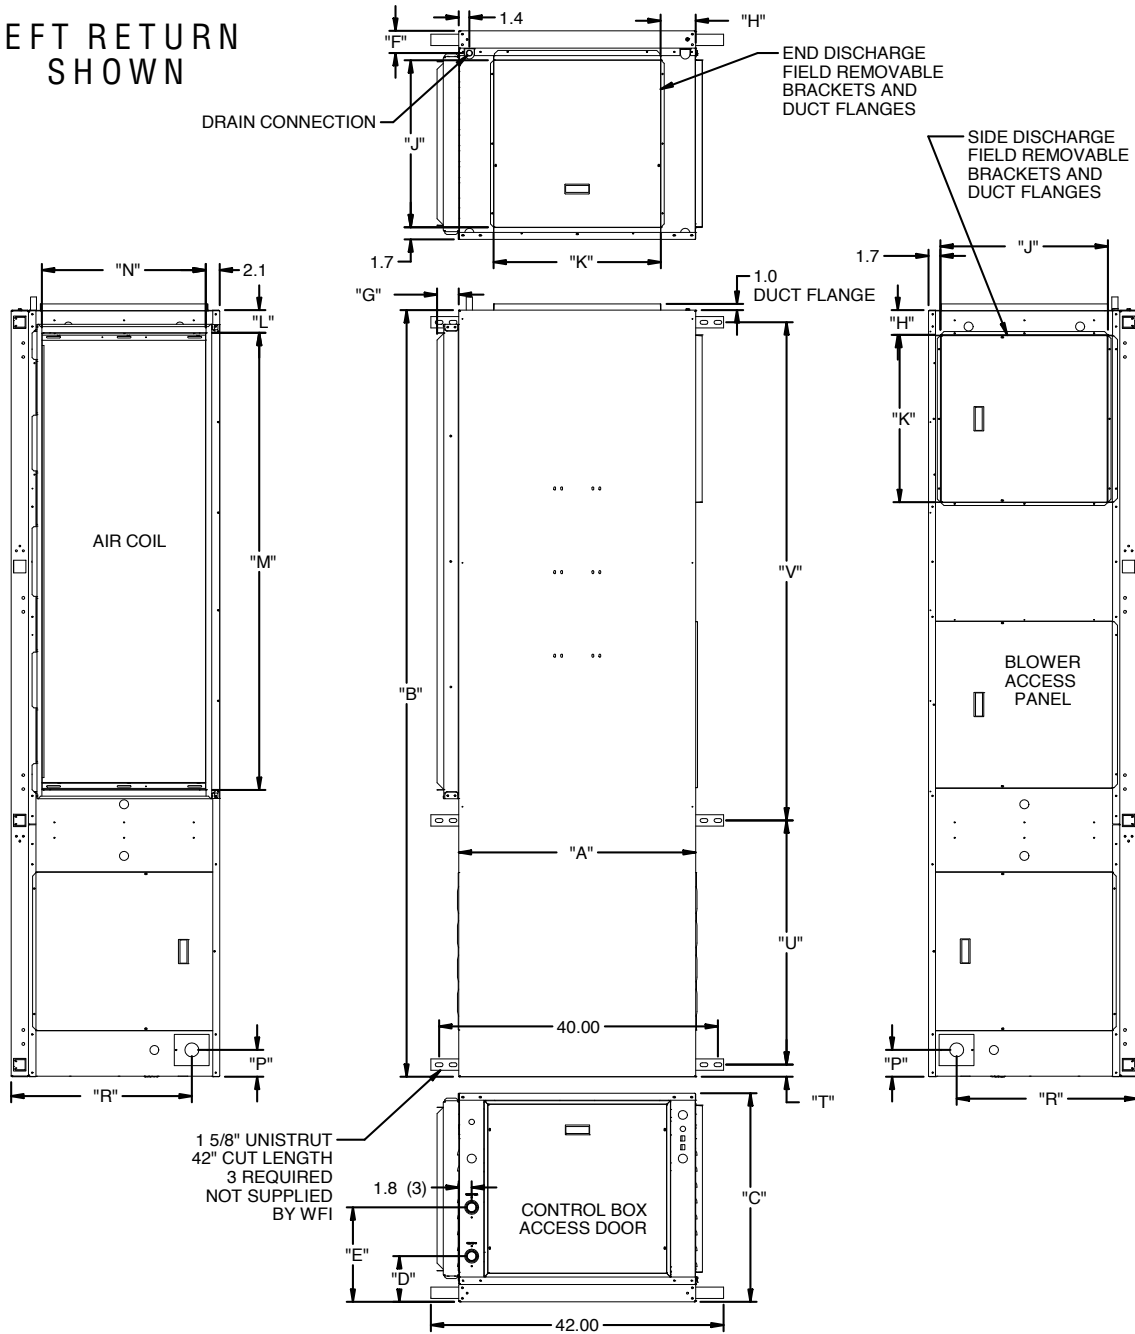 EFT RETURN
SHOWN
1.4
"H"
"F"
END DISCHARGE
FIELD REMOVABLE
BRACKETS AND
DUCT FLANGES
DRAIN CONNECTION
"J"
SIDE DISCHARGE
FIELD REMOVABLE
BRACKETS AND
DUCT FLANGES
1.7
"K"
"N"
2.1
"G"
1.0
DUCT FLANGE
1.7
"J"
"L"
"H"
"K"
AIR COIL
"M"
"V"
"B"
BLOWER
ACCESS
PANEL
"A"
"U"
40.00
"P"
"R"
"P"
"R"
"T"
1 5/8" UNISTRUT
42" CUT LENGTH
3 REQUIRED
NOT SUPPLIED
BY WFI
1.8 (3)
CONTROL BOX
ACCESS DOOR
"C"
"E"
"D"
42.00